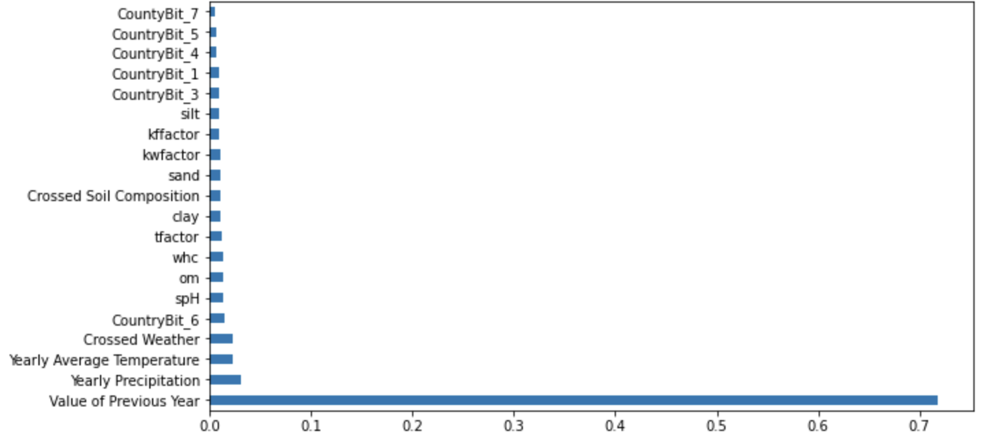 CountyBit_7
CountryBit_5
CountryBit_4
CountryBit_1
CountryBit_3
silt
kffactor
kwfactor
sand
Crossed Soil Composition
clay
tfactor
whc
om
spH
CountryBit_6
Crossed Weather
Yearly Average Temperature
Yearly Precipitation
Value of Previous Year
0.0 0.1 0.2 0.3 0.4 0.5 0.6 0.7